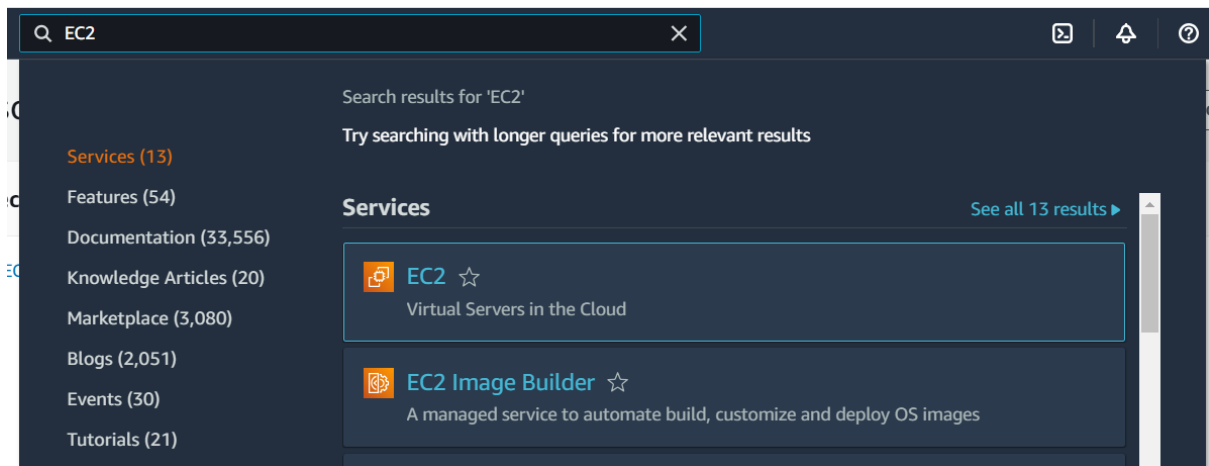 EC2
Search results for 'EC2'
Try searching with longer queries for more relevant results
Services (13)
Features (54)
Documentation (33,556)
Knowledge Articles (20)
Marketplace (3,080)
Blogs (2,051)
Events (30)
Tutorials (21)
Services
See all 13 results
EC2
Virtual Servers in the Cloud
EC2 Image Builder
A managed service to automate build, customize and deploy OS images